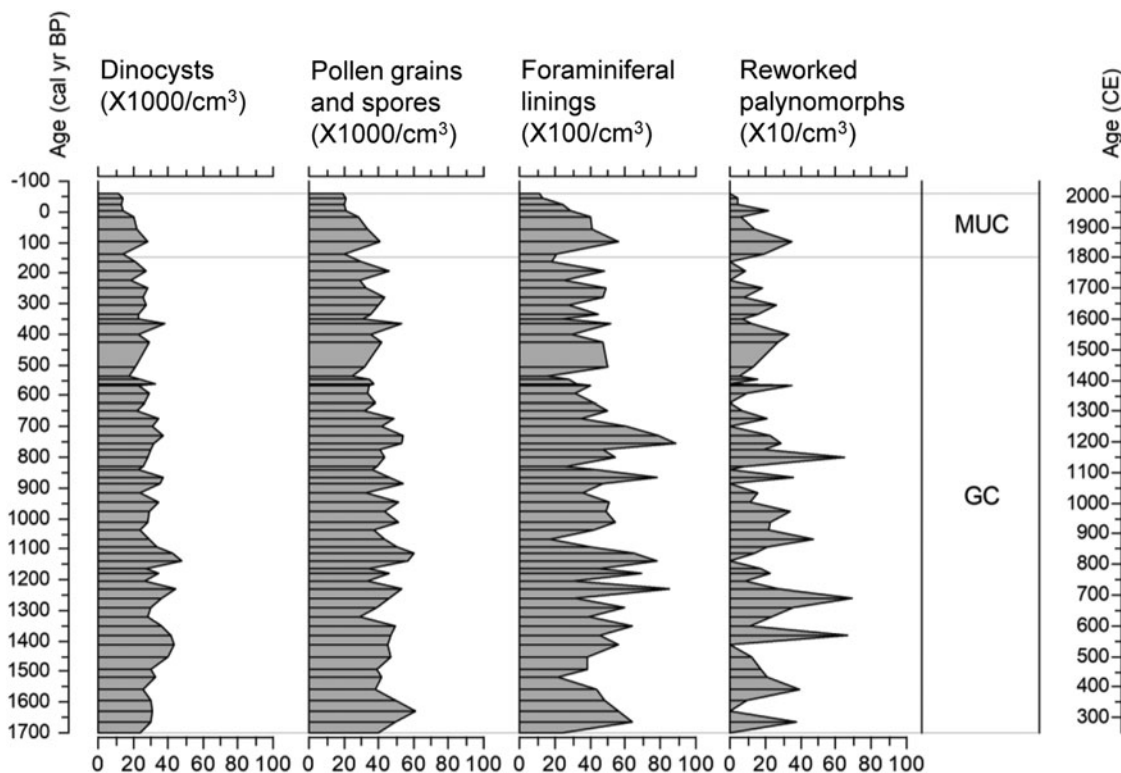 Age (cal yr BP)
Dinocysts
(X1000/cm³)
Pollen grains
and spores
(X1000/cm³)
Foraminiferal
linings
(X100/cm³)
Reworked
palynomorphs
(X10/cm³)
Age (CE)
-100
0
100
200
300
400
500
600
700
800
900
1000
1100
1200
1300
1400
1500
1600
1700
MUC
GC
2000
1900
1800
1700
1600
1500
1400
1300
1200
1100
1000
900
800
700
600
500
400
300
0 20 40 60 80 100
0 20 40 60 80 100
0 20 40 60 80 100
0 20 40 60 80 100